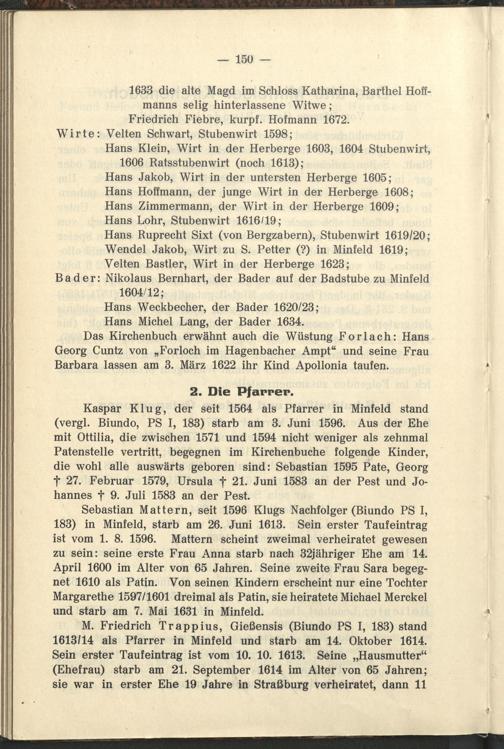 — 150 —
1633 die alte Magd im Schloss Katharina, Barthel Hoff-
manns selig hinterlassene Witwe;
Friedrich Fiebre, kurpf. Hofmann 1672.
Wirte: Velten Schwart, Stubenwirt 1598;
Hans Klein, Wirt in der Herberge 1603, 1604 Stubenwirt,
1606 Ratsstubenwirt (noch 1613);
Hans Jakob, Wirt in der untersten Herberge 1605;
Hans Hoffmann, der junge Wirt in der Herberge 1608;
Hans Zimmermann, der Wirt in der Herberge 1609;
Hans Lohr, Stubenwirt 1616/19;
Hans Ruprecht Sixt (von Bergzabern), Stubenwirt 1619/20;
Wendel Jakob, Wirt zu S. Petter (?) in Minfeld 1619;
Velten Bastler, Wirt in der Herberge 1623;
Bader: Nikolaus Bernhart, der Bader auf der Badstube zu Minfeld
1604/12;
Hans Weckbecher, der Bader 1620/23;
Hans Michel Lang, der Bader 1634.
Das Kirchenbuch erwähnt auch die Wüstung Forlach: Hans
Georg Cuntz von „Forloch im Hagenbacher Ampt“ und seine Frau
Barbara lassen am 3. März 1622 ihr Kind Apollonia taufen.
2. Die Pfarrer.
Kaspar Klug, der seit 1564 als Pfarrer in Minfeld stand
(vergl. Biundo, PS I, 183) starb am 3. Juni 1596. Aus der Ehe
mit Ottilia, die zwischen 1571 und 1594 nicht weniger als zehnmal
Patenstelle vertritt, begegnen im Kirchenbuche folgende Kinder,
die wohl alle auswärts geboren sind: Sebastian 1595 Pate, Georg
† 27. Februar 1579, Ursula † 21. Juni 1583 an der Pest und Jo-
hannes † 9. Juli 1583 an der Pest.
Sebastian Mattern, seit 1596 Klugs Nachfolger (Biundo PS I,
183) in Minfeld, starb am 26. Juni 1613. Sein erster Taufeintrag
ist vom 1. 8. 1596. Mattern scheint zweimal verheiratet gewesen
zu sein: seine erste Frau Anna starb nach 32jähriger Ehe am 14.
April 1600 im Alter von 65 Jahren. Seine zweite Frau Sara begeg-
net 1610 als Patin. Von seinen Kindern erscheint nur eine Tochter
Margarethe 1597/1601 dreimal als Patin, sie heiratete Michael Merckel
und starb am 7. Mai 1631 in Minfeld.
M. Friedrich Trappius, Gießensis (Biundo PS I, 183) stand
1613/14 als Pfarrer in Minfeld und starb am 14. Oktober 1614.
Sein erster Taufeintrag ist vom 10. 10. 1613. Seine „Hausmutter“
(Ehefrau) starb am 21. September 1614 im Alter von 65 Jahren;
sie war in erster Ehe 19 Jahre in Straßburg verheiratet, dann 11